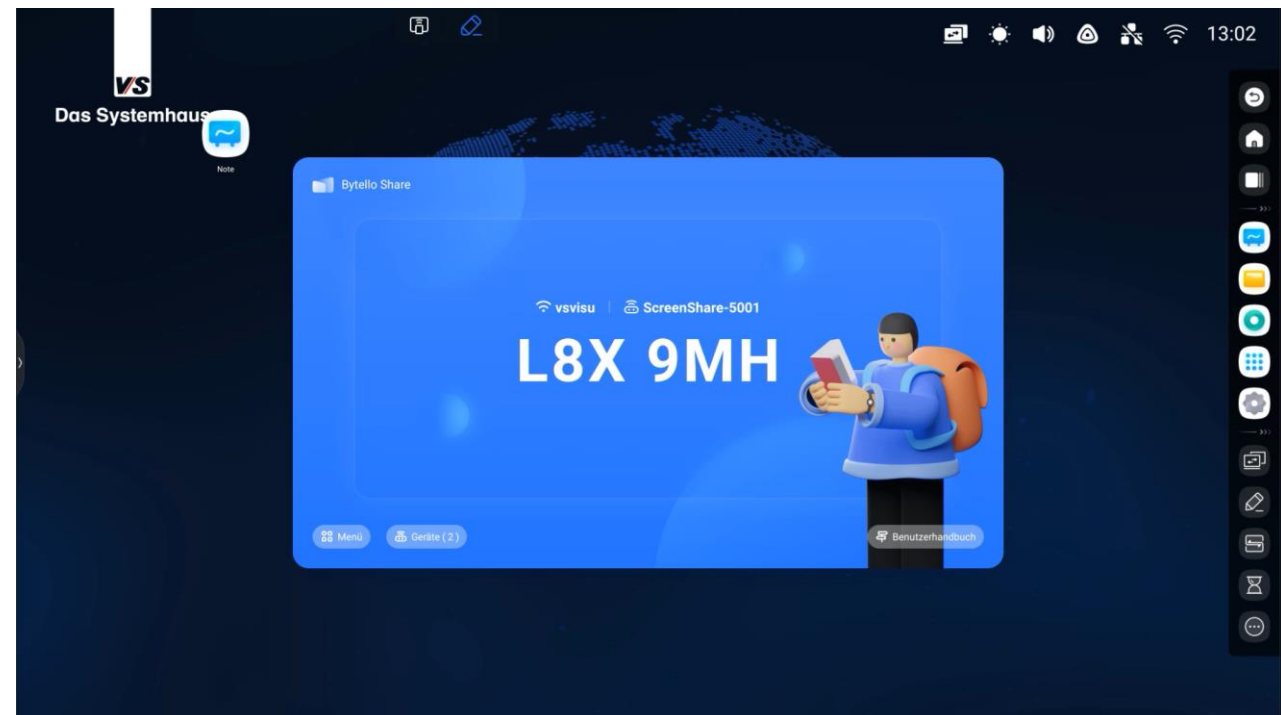 13:02
VS
Das Systemhaus
Note
Bytello Share
vsvisu | ScreenShare-5001
L8X 9MH
Menü
Geräte ( 2 )
Benutzerhandbuch